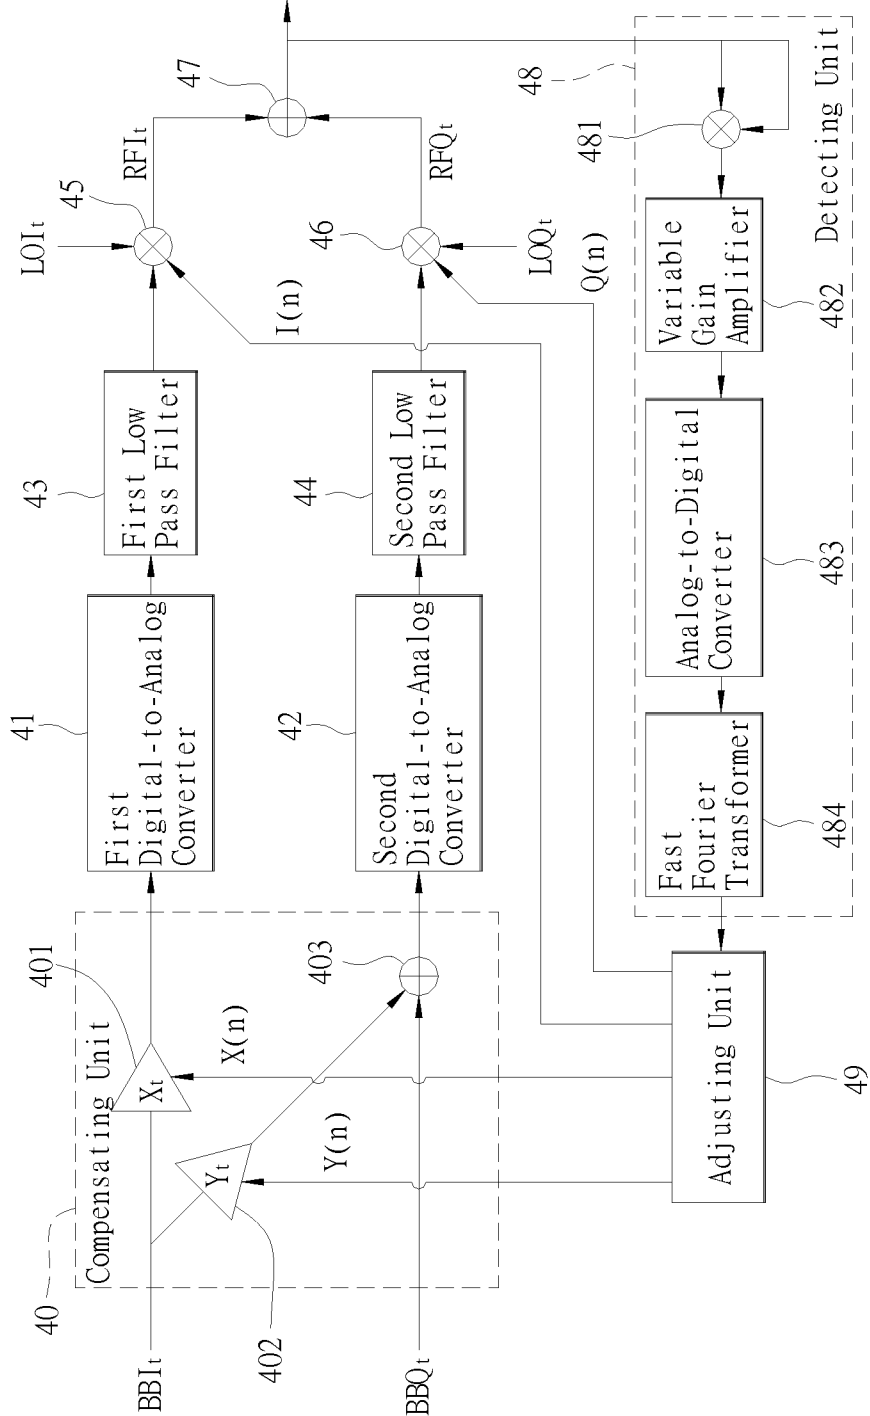 40
Compensating Unit
401
BBIt
Xt
402
Yt
X(n)
Y(n)
BBQt
403
41
First
Digital-to-Analog
Converter
42
Second
Digital-to-Analog
Converter
43
First Low
Pass Filter
44
Second Low
Pass Filter
LOIt
45
RFIt
I(n)
46
RFQt
LOQt
Q(n)
47
48
481
Variable
Gain
Amplifier
482
Analog-to-Digital
Converter
483
Fast
Fourier
Transformer
484
Detecting Unit
Adjusting Unit
49